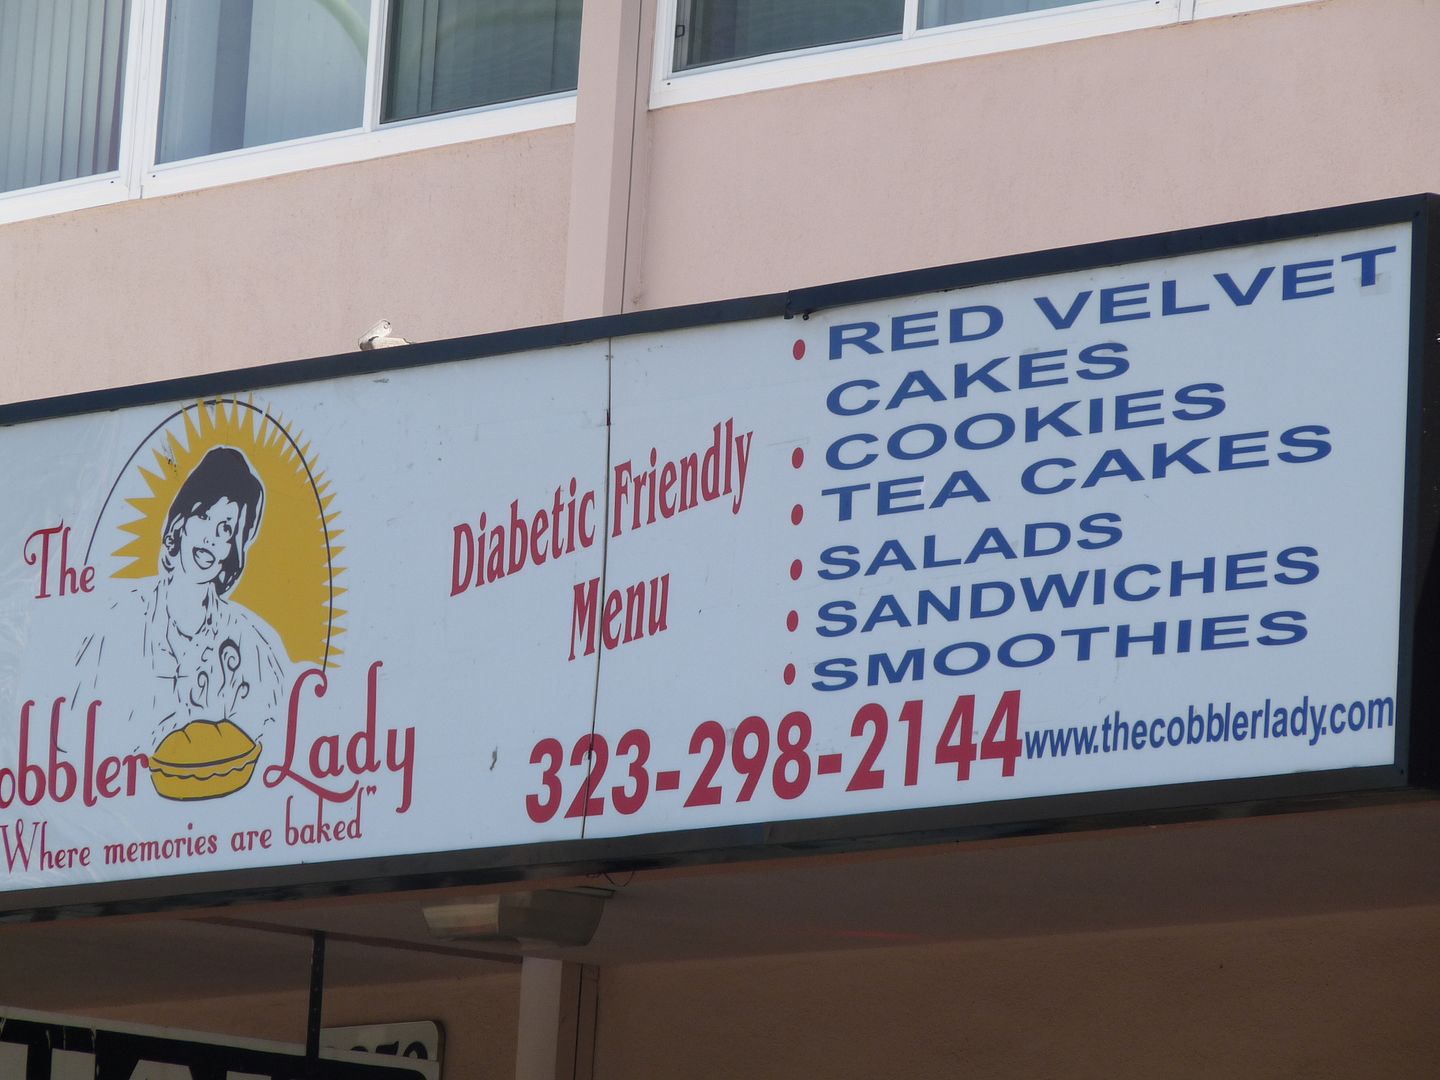 The
obbler Lady
Where memories are baked"
Diabetic Friendly
Menu
• RED VELVET
CAKES
• COOKIES
• TEA CAKES
• SALADS
• SANDWICHES
• SMOOTHIES
323-298-2144
www.thecobblerlady.com